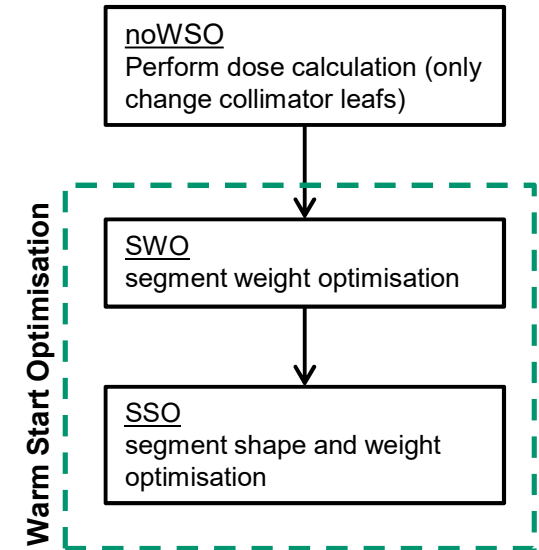 noWSO
Perform dose calculation (only
change collimator leafs)
Warm Start Optimisation
SWO
segment weight optimisation
SSO
segment shape and weight
optimisation